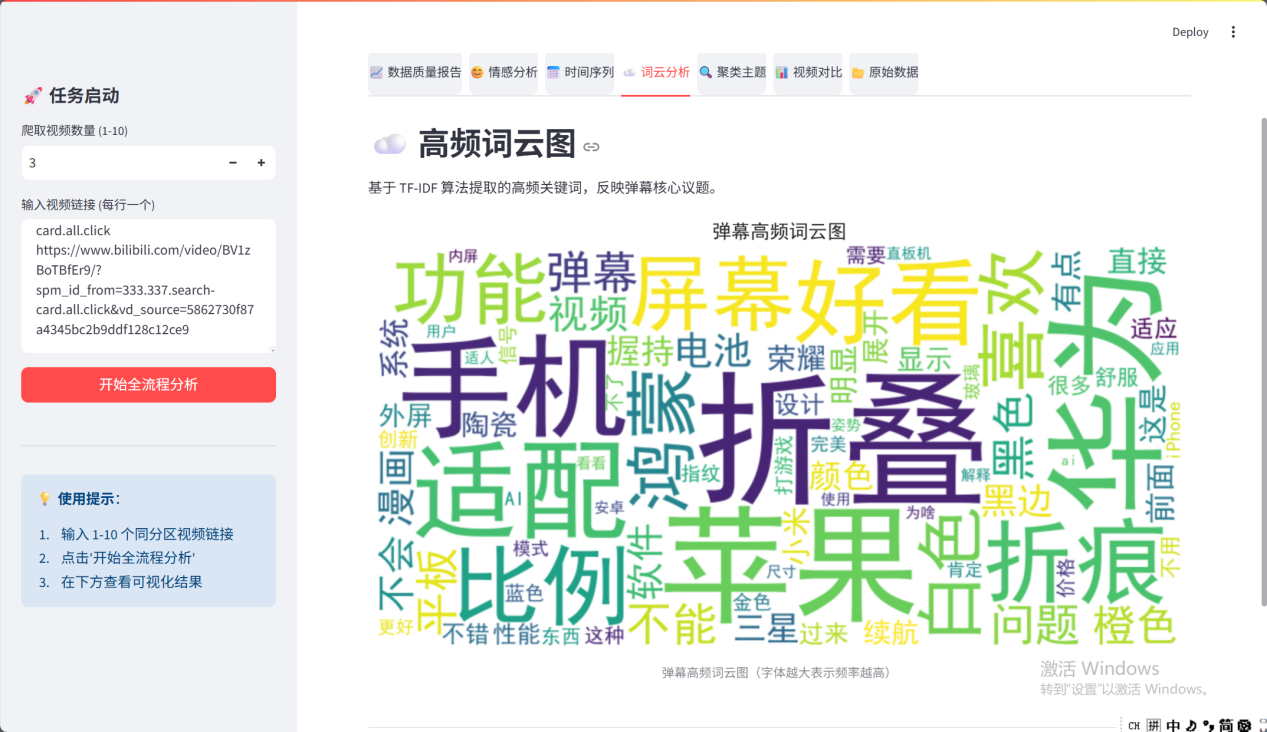 Deploy
任务启动
爬取视频数量 (1-10)
3
输入视频链接 (每行一个)
card.all.click
https://www.bilibili.com/video/BV1z
BoTBfEr9/?
spm_id_from=333.337.search-
card.all.click&vd_source=5862730f87
a4345bc2b9ddf128c12ce9
开始全流程分析
使用提示：
1. 输入 1-10 个同分区视频链接
2. 点击'开始全流程分析'
3. 在下方查看可视化结果
数据质量报告 情感分析 时间序列 词云分析 聚类主题 视频对比 原始数据
高频词云图
基于 TF-IDF 算法提取的高频关键词，反映弹幕核心议题。
弹幕高频词云图
内屏
功能
弹幕
屏幕
好看
需要
直板机
喜欢
有点
直接
华为
视频
系统
用户
信号
适人
手机
握持
电池
荣耀
明显
展开
显示
适应
应用
玻璃
很多
舒服
外屏
创新
陶瓷
不了
鸿蒙
折叠
设计
姿势
完美
黑色
这是
iPhone
ai
漫画
适配
看看
AI
安卓
指纹
打游戏
颜色
使用
解释
黑边
前面
为啥
不会
平板
模式
比例
蓝色
软件
苹果
小米
尺寸
白色
肯定
折痕
价格
不用
更好
不错
性能
东西
这种
不能
金色
三星
过来
续航
问题
橙色
弹幕高频词云图（字体越大表示频率越高）
激活 Windows
转到"设置"以激活 Windows。
CH 拼 中 简